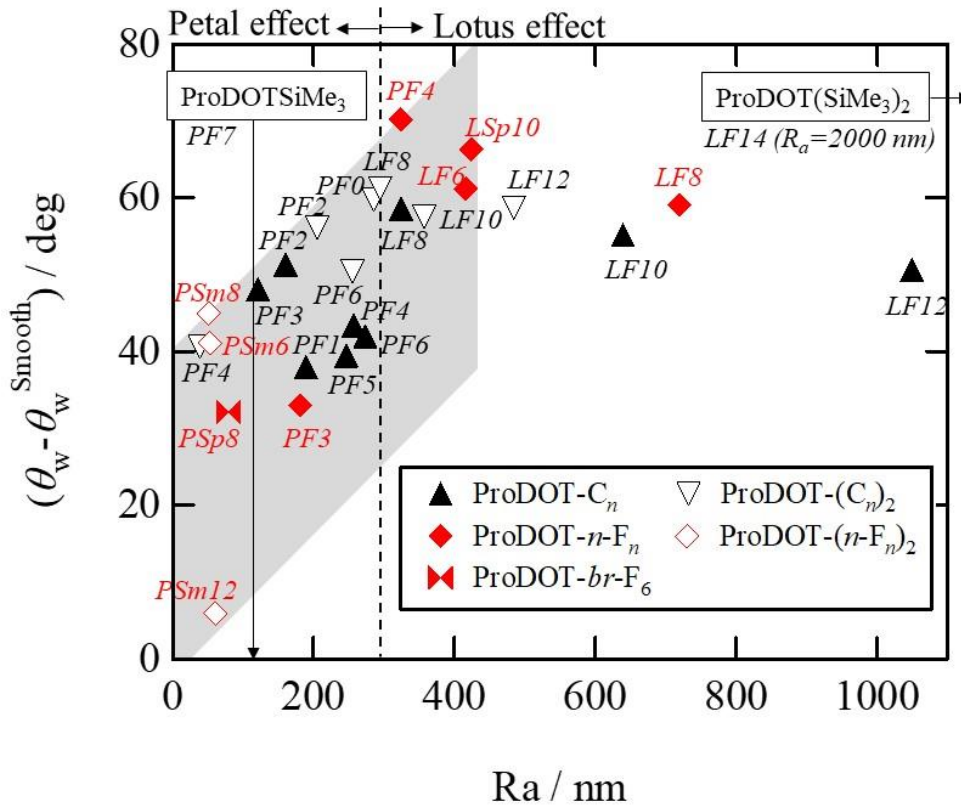 Petal effect
Lotus effect
80
60
40
20
0
(θw-θwSmooth) / deg
ProDOTSiMe3
PF7
PF4
ProDOT(SiMe3)2
LF14 (Ra=2000 nm)
LSp10
LF8
PF0
LF6
LF12
LF8
PF2
LF8
LF10
PF2
LF10
PSm8
PF3
PF6
LF12
PF4
PSm6
PF1
PF6
PF4
PF5
PSp8
PF3
PSm12
ProDOT-Cn
ProDOT-(Cn)2
ProDOT-n-Fn
ProDOT-(n-Fn)2
ProDOT-br-F6
0 200 400 600 800 1000
Ra / nm